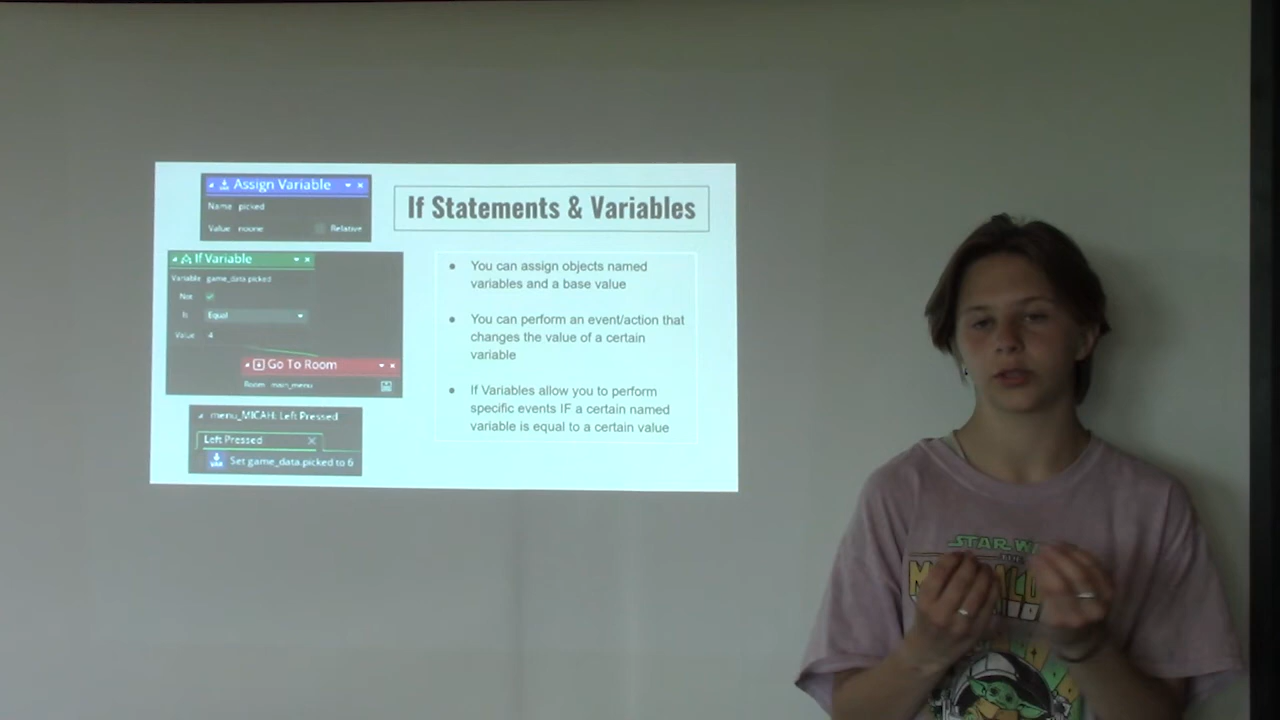 Assign Variable
Name picked
Value noone Relative
If Variable
Variable game_data.picked
Not
Is Equal
Value 4
Go To Room
Room main_menu
menu_MICAH: Left Pressed
Left Pressed
VAR Set game_data.picked to 6
If Statements & Variables
● You can assign objects named
variables and a base value
● You can perform an event/action that
changes the value of a certain
variable
● If Variables allow you to perform
specific events IF a certain named
variable is equal to a certain value
STAR W
THE